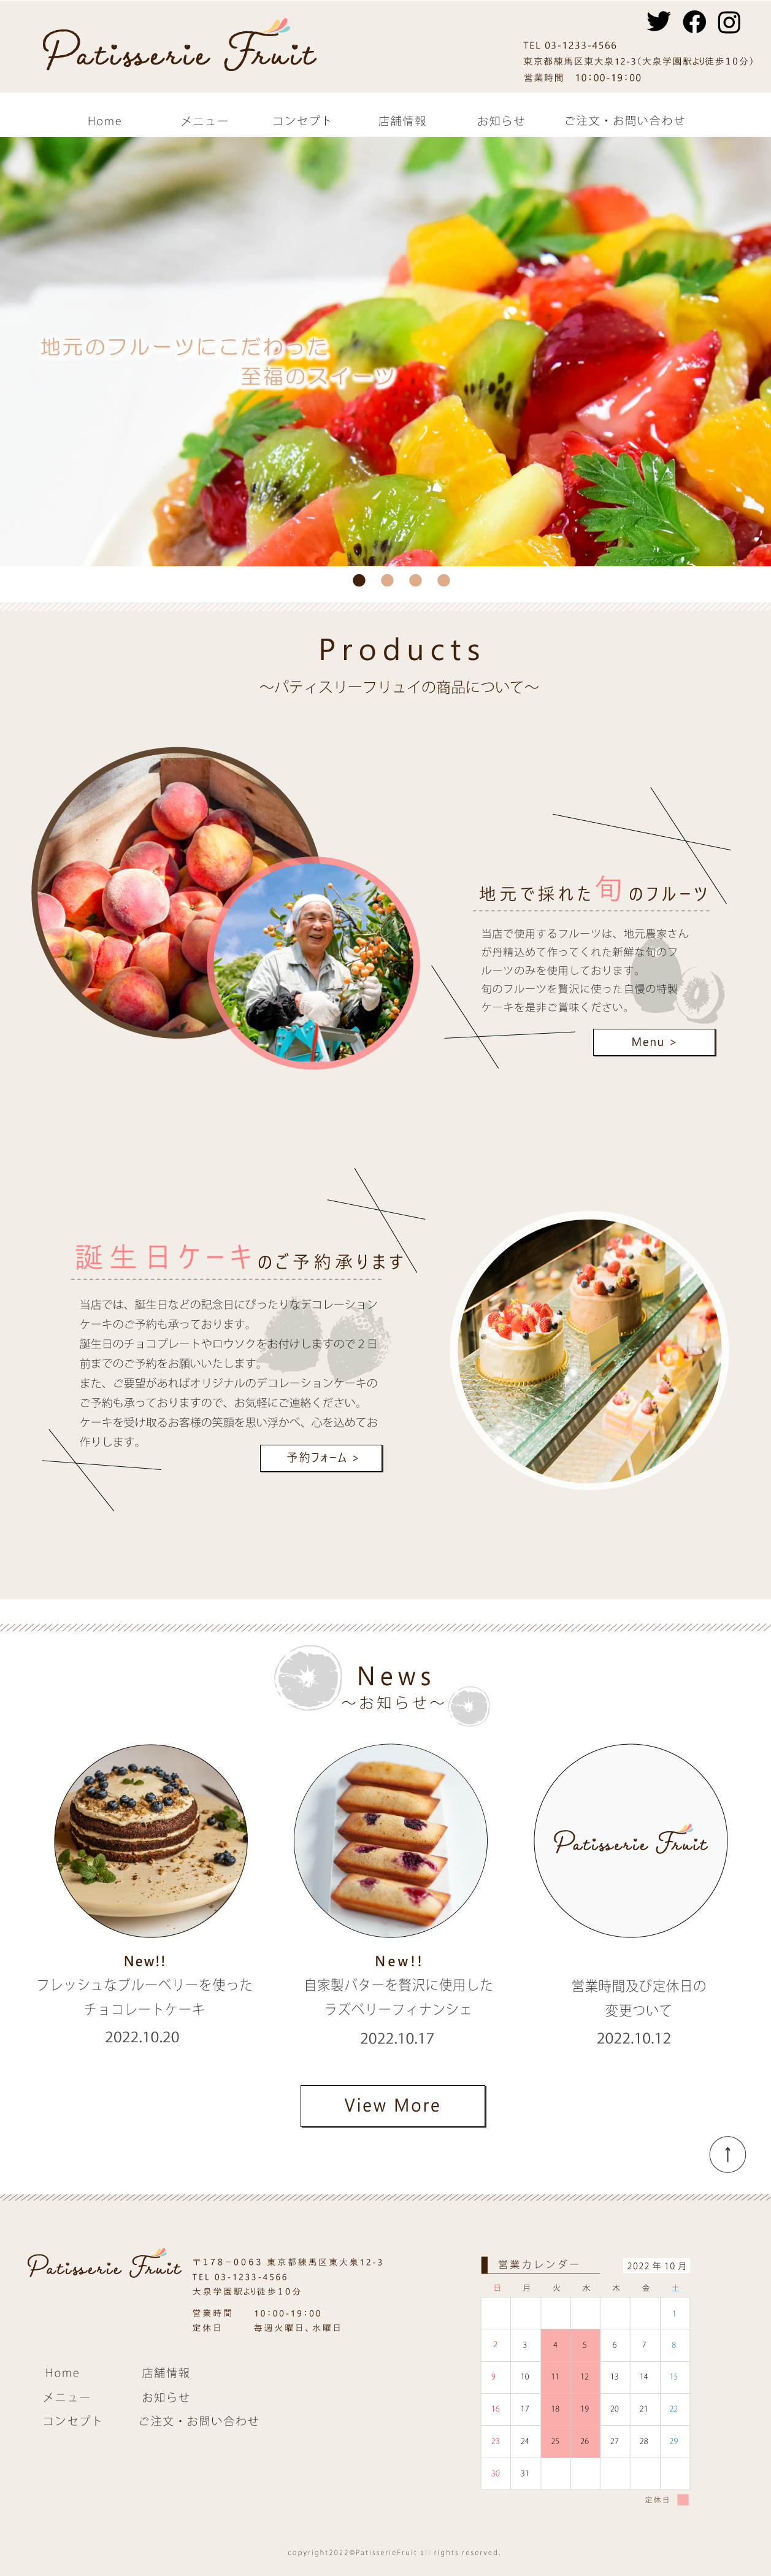 Patisserie Fruit
TEL 03-1233-4566
東京都練馬区東大泉12-3(大泉学園駅より徒歩10分)
営業時間　10:00-19:00
Home　メニュー　コンセプト　店舗情報　お知らせ　ご注文・お問い合わせ
地元のフルーツにこだわった
至福のスイーツ
Products
～パティスリーフリュイの商品について～
地元で採れた旬のフルーツ
当店で使用するフルーツは、地元農家さん
が丹精込めて作ってくれた新鮮な旬のフ
ルーツのみを使用しております。
旬のフルーツを贅沢に使った自慢の特製
ケーキを是非ご賞味ください。
Menu >
誕生日ケーキのご予約承ります
当店では、誕生日などの記念日にぴったりなデコレーション
ケーキのご予約も承っております。
誕生日のチョコプレートやロウソクをお付けしますので２日
前までのご予約をお願いいたします。
また、ご要望があればオリジナルのデコレーションケーキの
ご予約も承っておりますので、お気軽にご連絡ください。
ケーキを受け取るお客様の笑顔を思い浮かべ、心を込めてお
作りします。
予約フォーム >
News
～お知らせ～
Patisserie Fruit
New!!
フレッシュなブルーベリーを使った
チョコレートケーキ
2022.10.20
New!!
自家製バターを贅沢に使用した
ラズベリーフィナンシェ
2022.10.17
営業時間及び定休日の
変更ついて
2022.10.12
View More
↑
Patisserie Fruit
〒178-0063 東京都練馬区東大泉12-3
TEL 03-1233-4566
大泉学園駅より徒歩10分
営業時間　10:00-19:00
定休日　毎週火曜日、水曜日
Home　店舗情報
メニュー　お知らせ
コンセプト　ご注文・お問い合わせ
営業カレンダー　2022年10月
日 月 火 水 木 金 土
1
2 3 4 5 6 7 8
9 10 11 12 13 14 15
16 17 18 19 20 21 22
23 24 25 26 27 28 29
30 31
定休日
copyright2022©PatisserieFruit all rights reserved.